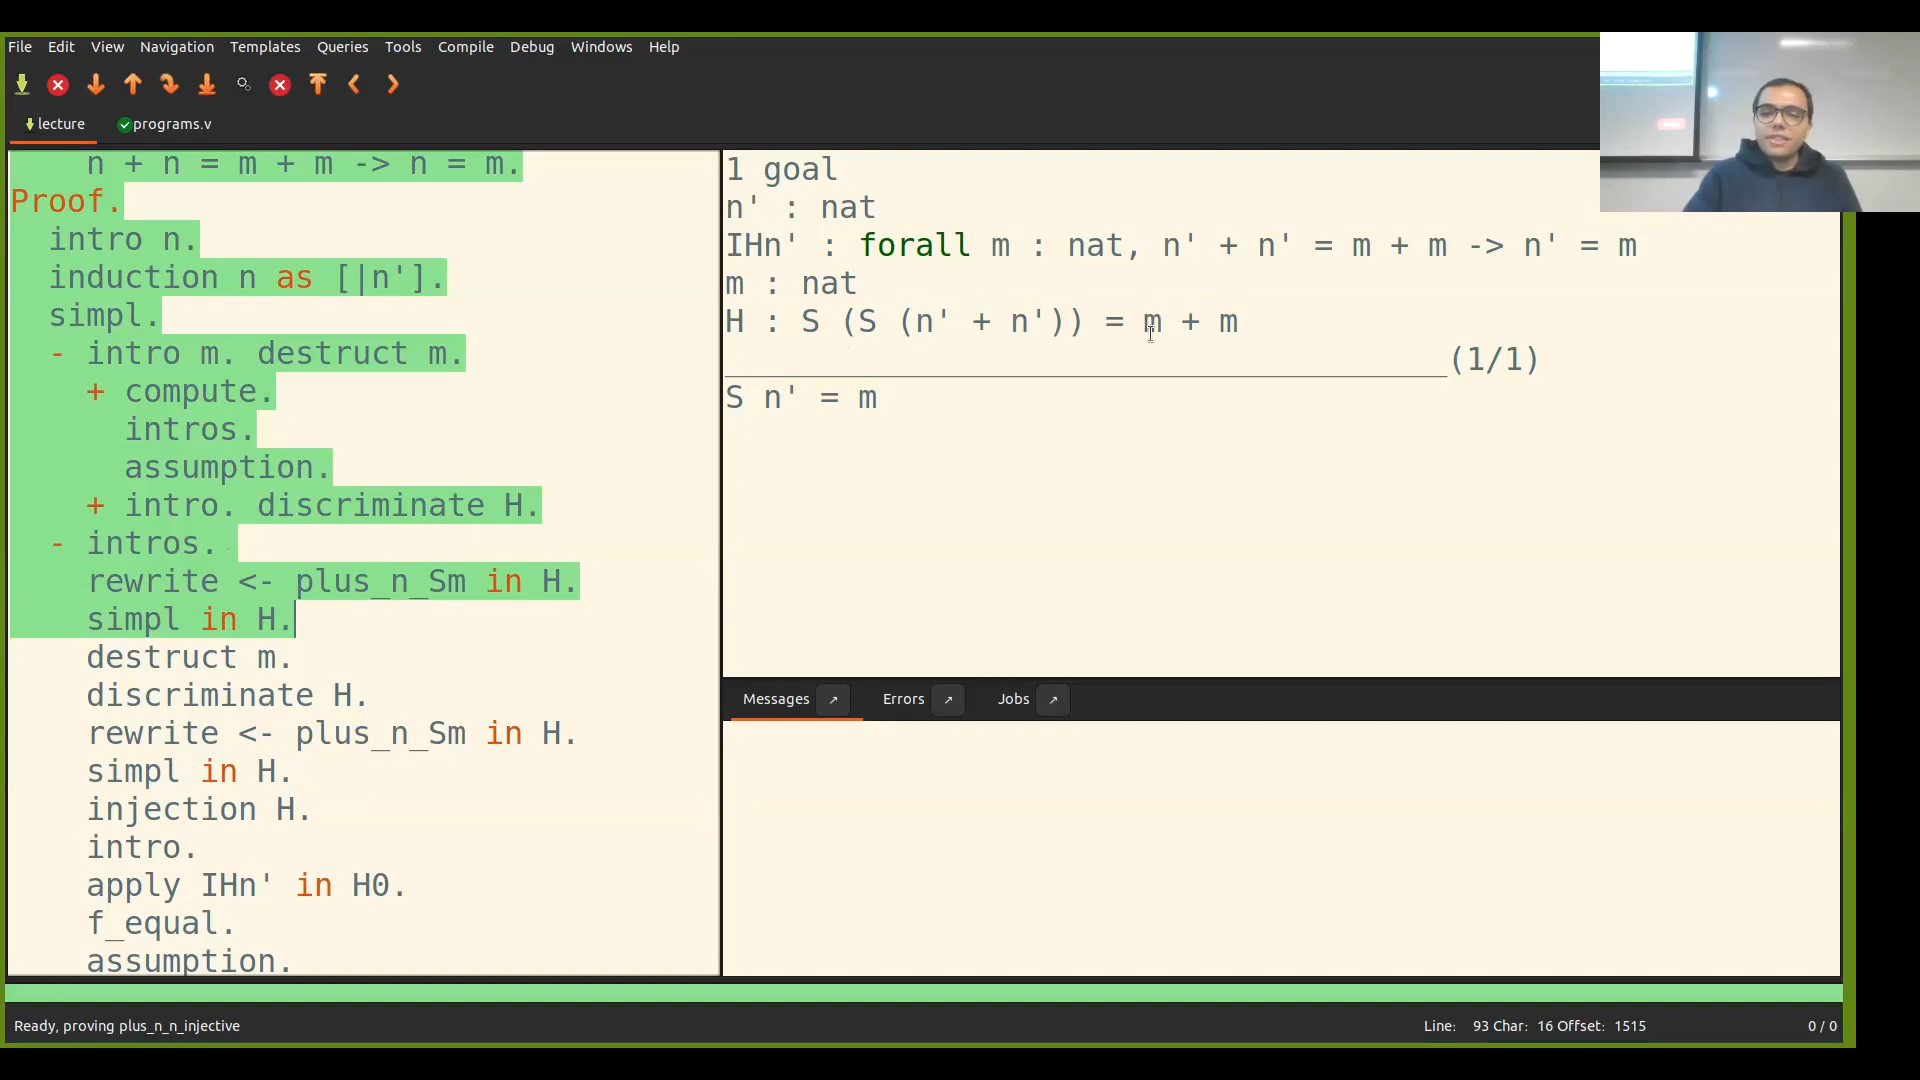 File Edit View Navigation Templates Queries Tools Compile Debug Windows Help
lecture programs.v
n + n = m + m -> n = m.
Proof.
intro n.
induction n as [|n'].
simpl.
- intro m. destruct m.
+ compute.
intros.
assumption.
+ intro. discriminate H.
- intros.
rewrite <- plus_n_Sm in H.
simpl in H.
destruct m.
discriminate H.
rewrite <- plus_n_Sm in H.
simpl in H.
injection H.
intro.
apply IHn' in H0.
f_equal.
assumption.
1 goal
n' : nat
IHn' : forall m : nat, n' + n' = m + m -> n' = m
m : nat
H : S (S (n' + n')) = m + m
(1/1)
S n' = m
Messages Errors Jobs
Ready, proving plus_n_n_injective Line: 93 Char: 16 Offset: 1515 0 / 0